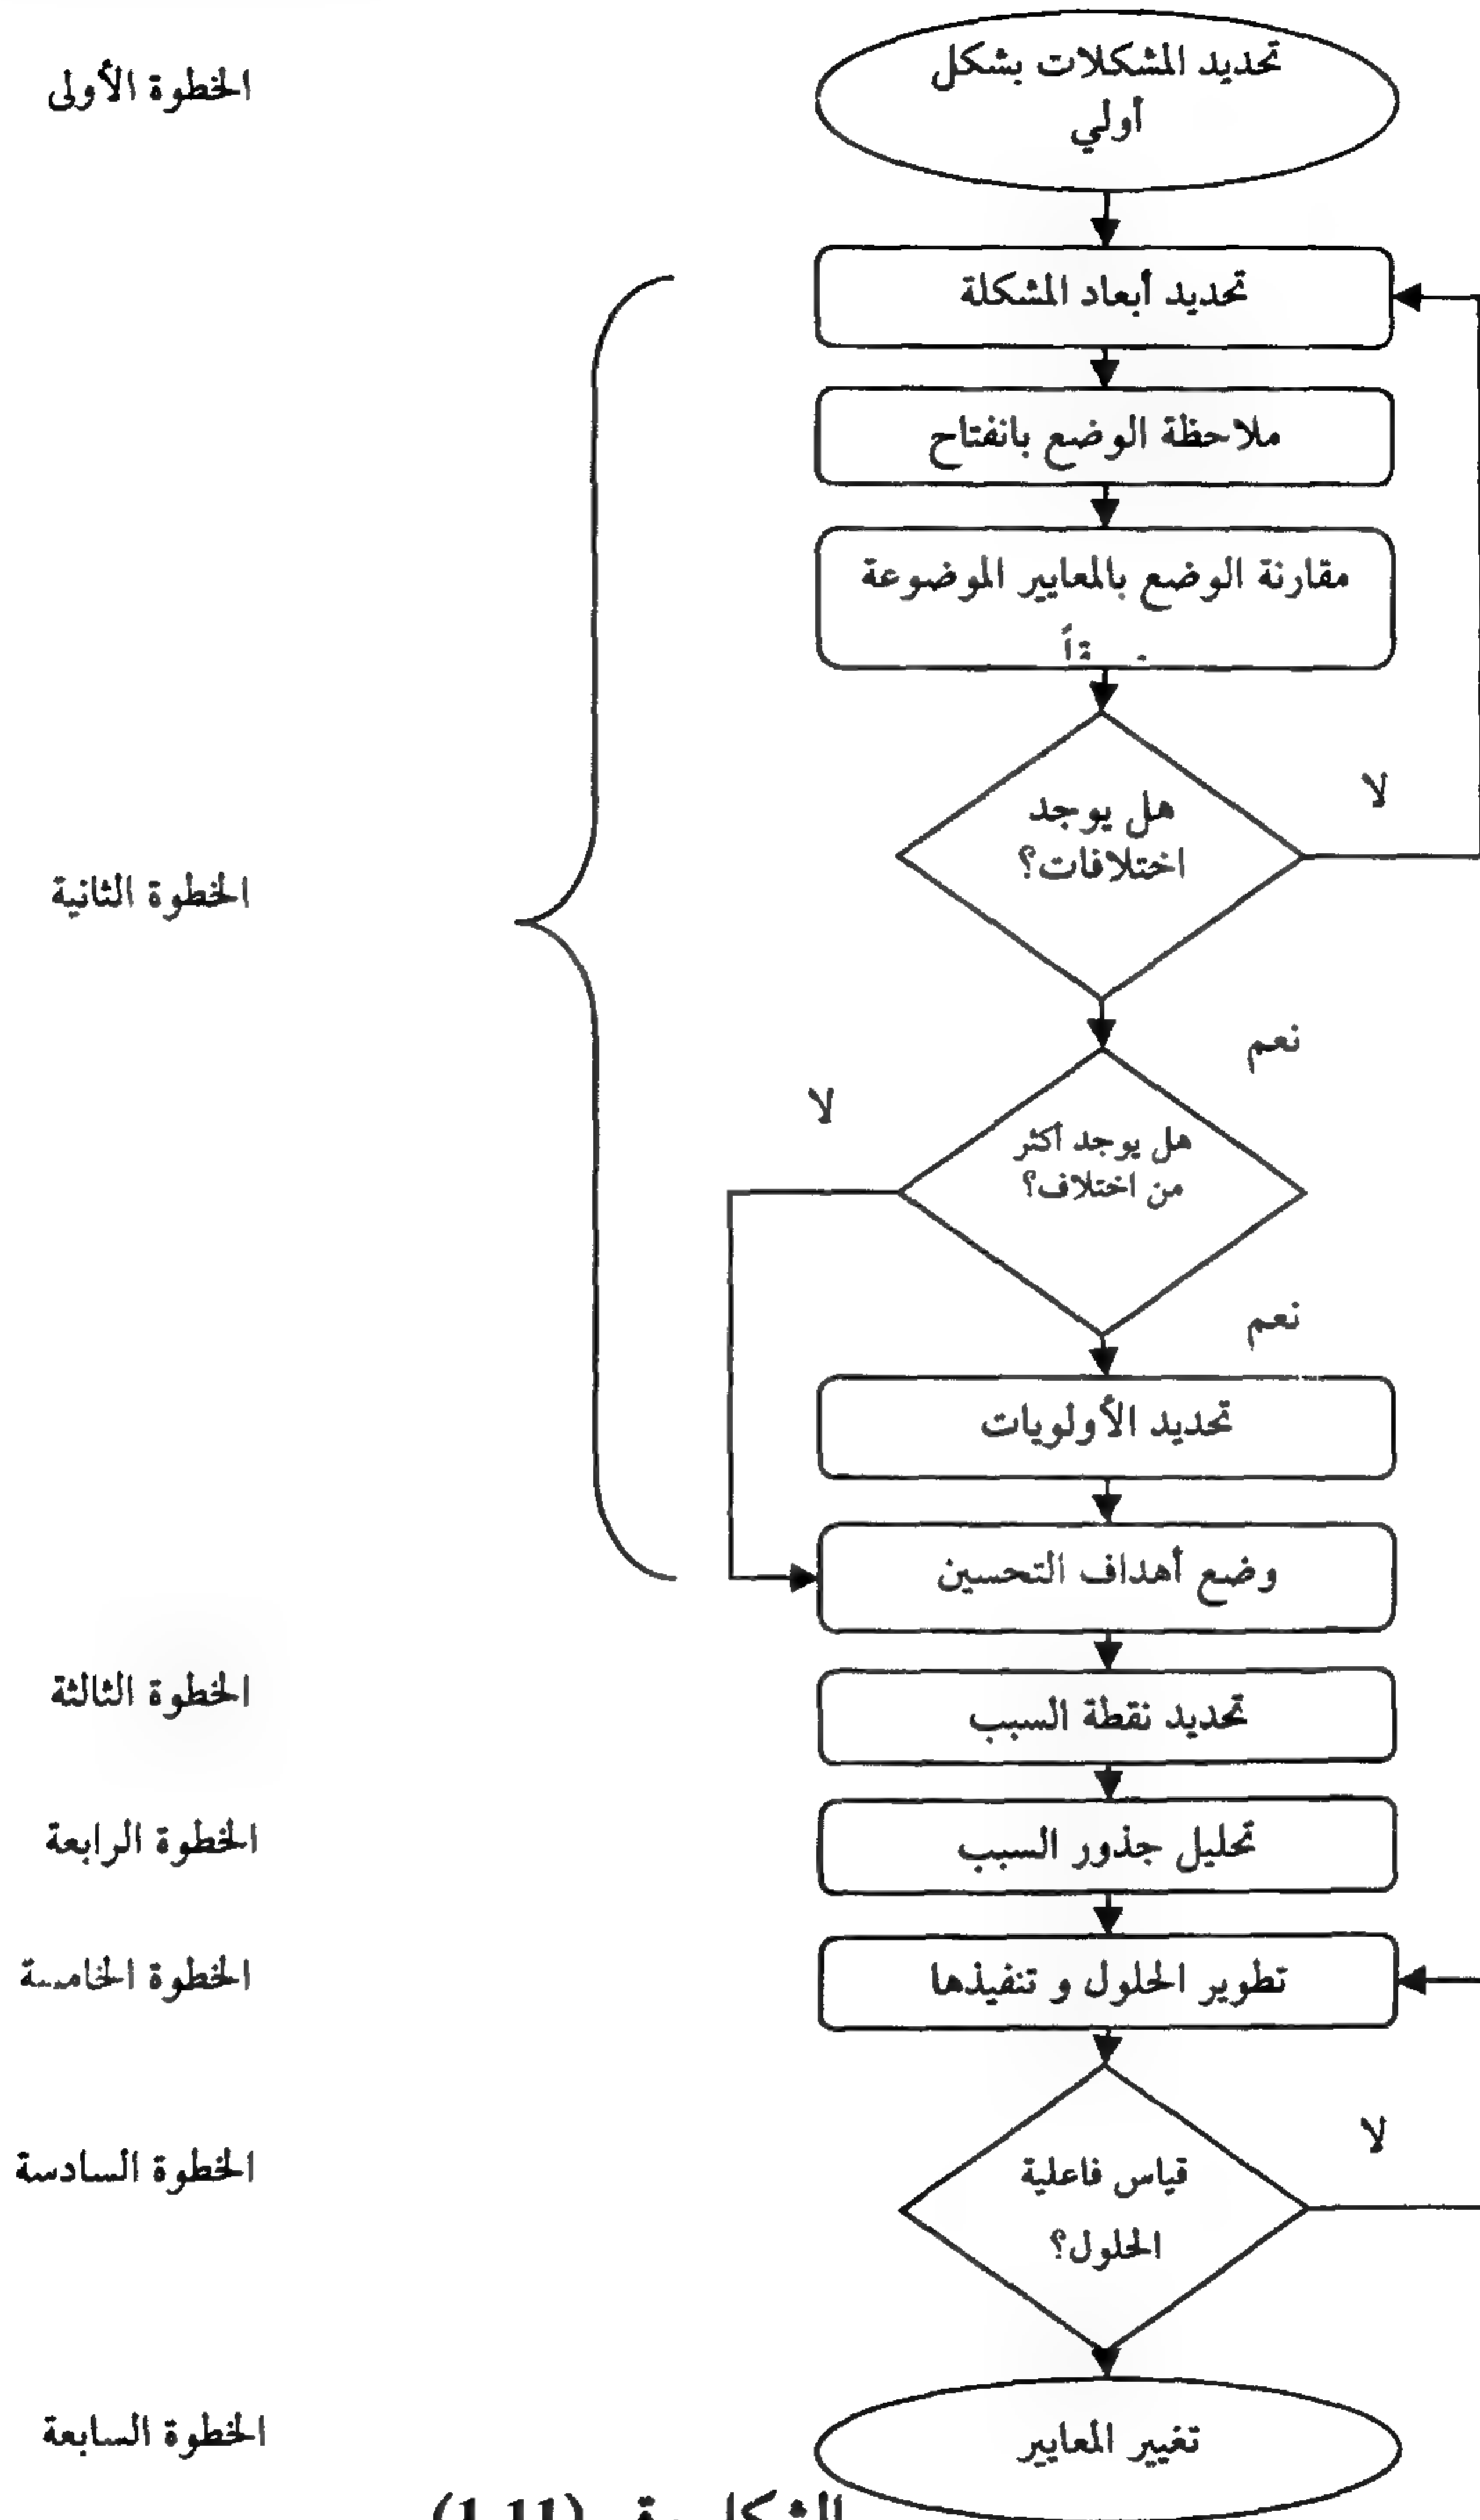 الخطوة الأولى
تحديد المشكلات بشكل
أولي
تحديد أبعاد المشكلة
ملاحظة الوضع بانفتاح
مقارنة الوضع بالمعايير الموضوعة
الخطوة الثانية
هل يوجد
اختلافات؟
لا
نعم
هل يوجد أكثر
من اختلاف؟
لا
نعم
تحديد الأولويات
وضع أهداف التحسين
الخطوة الثالثة
تحديد نقطة السبب
الخطوة الرابعة
تحليل جذور السبب
الخطوة الخامسة
تطوير الحلول و تنفيذها
الخطوة السادسة
قياس فاعلية
الحلول؟
لا
الخطوة السابعة
تغيير المعايير
(1.11)